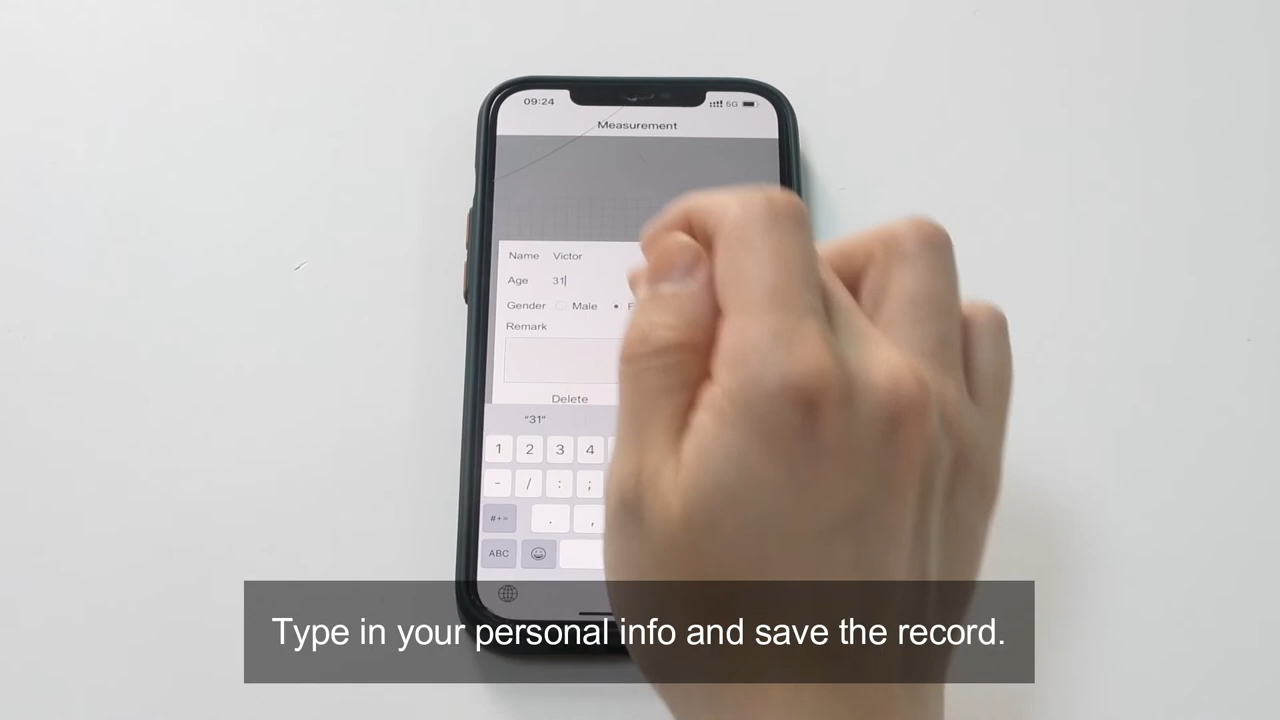 09:24 5G
Measurement
Name Victor
Age 31
Gender Male
Remark
Delete
"31"
1 2 3 4
- / : ;
#+= . ,
ABC
Type in your personal info and save the record.